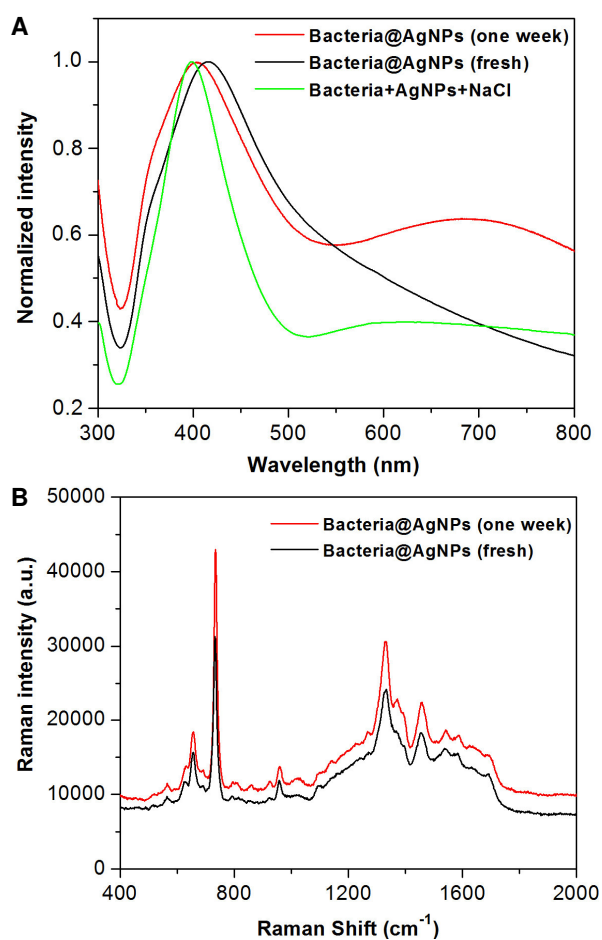 A
Bacteria@AgNPs (one week)
Bacteria@AgNPs (fresh)
Bacteria+AgNPs+NaCl
Normalized intensity
1.0
0.8
0.6
0.4
0.2
300 400 500 600 700 800
Wavelength (nm)
B
Bacteria@AgNPs (one week)
Bacteria@AgNPs (fresh)
Raman intensity (a.u.)
50000
40000
30000
20000
10000
0
400 800 1200 1600 2000
Raman Shift (cm⁻¹)